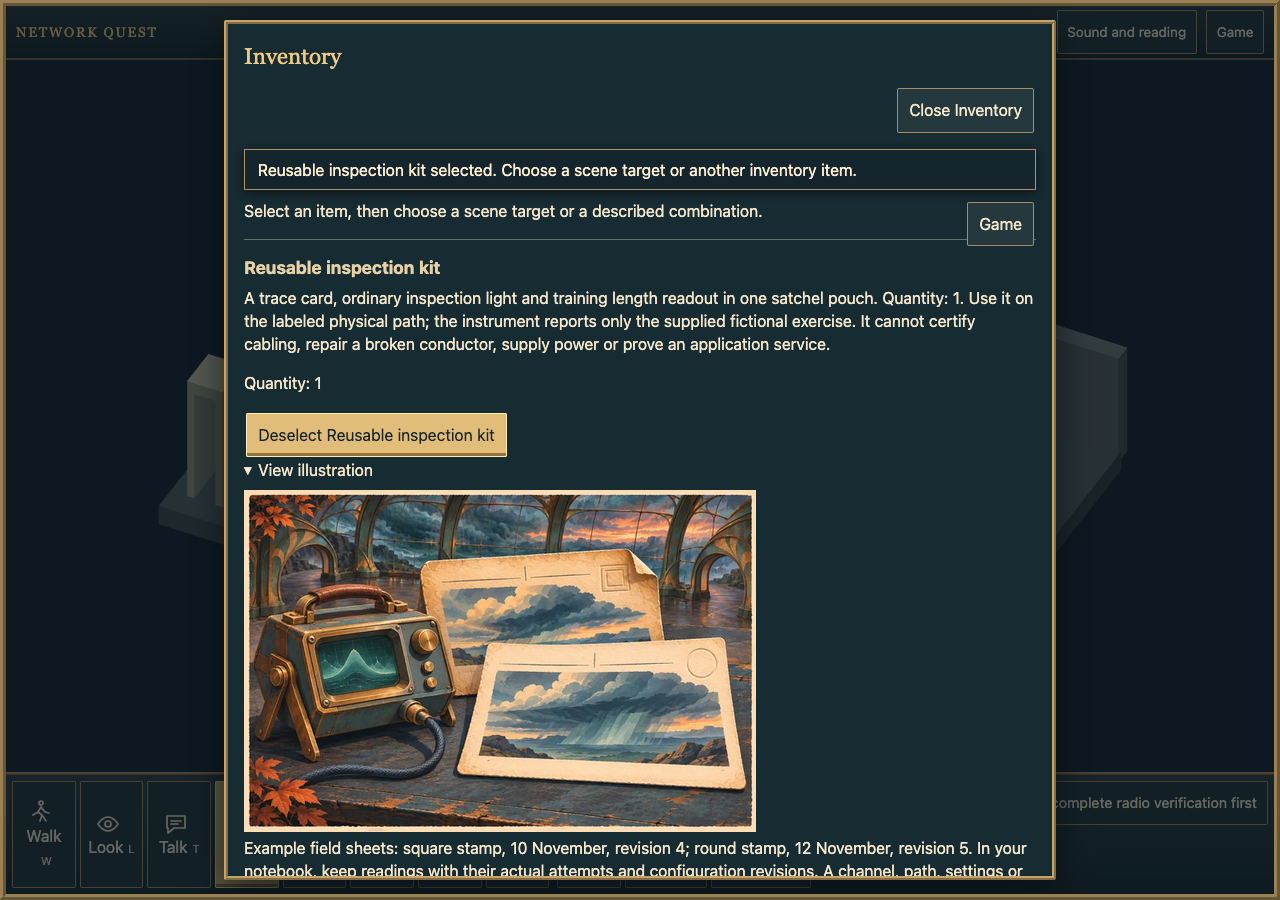 NETWORK QUEST
Sound and reading
Game
Inventory
Close Inventory
Reusable inspection kit selected. Choose a scene target or another inventory item.
Select an item, then choose a scene target or a described combination.
Game
Reusable inspection kit
A trace card, ordinary inspection light and training length readout in one satchel pouch. Quantity: 1. Use it on
the labeled physical path; the instrument reports only the supplied fictional exercise. It cannot certify
cabling, repair a broken conductor, supply power or prove an application service.
Quantity: 1
Deselect Reusable inspection kit
▾ View illustration
Example field sheets: square stamp, 10 November, revision 4; round stamp, 12 November, revision 5. In your
notebook, keep readings with their actual attempts and configuration revisions. A channel, path, settings or
Walk
W
Look L
Talk T
complete radio verification first